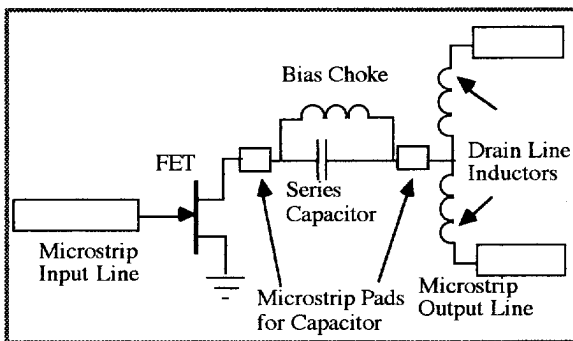 Bias Choke
FET
Drain Line
Inductors
Series
Capacitor
Microstrip
Input Line
Microstrip Pads
for Capacitor
Microstrip
Output Line